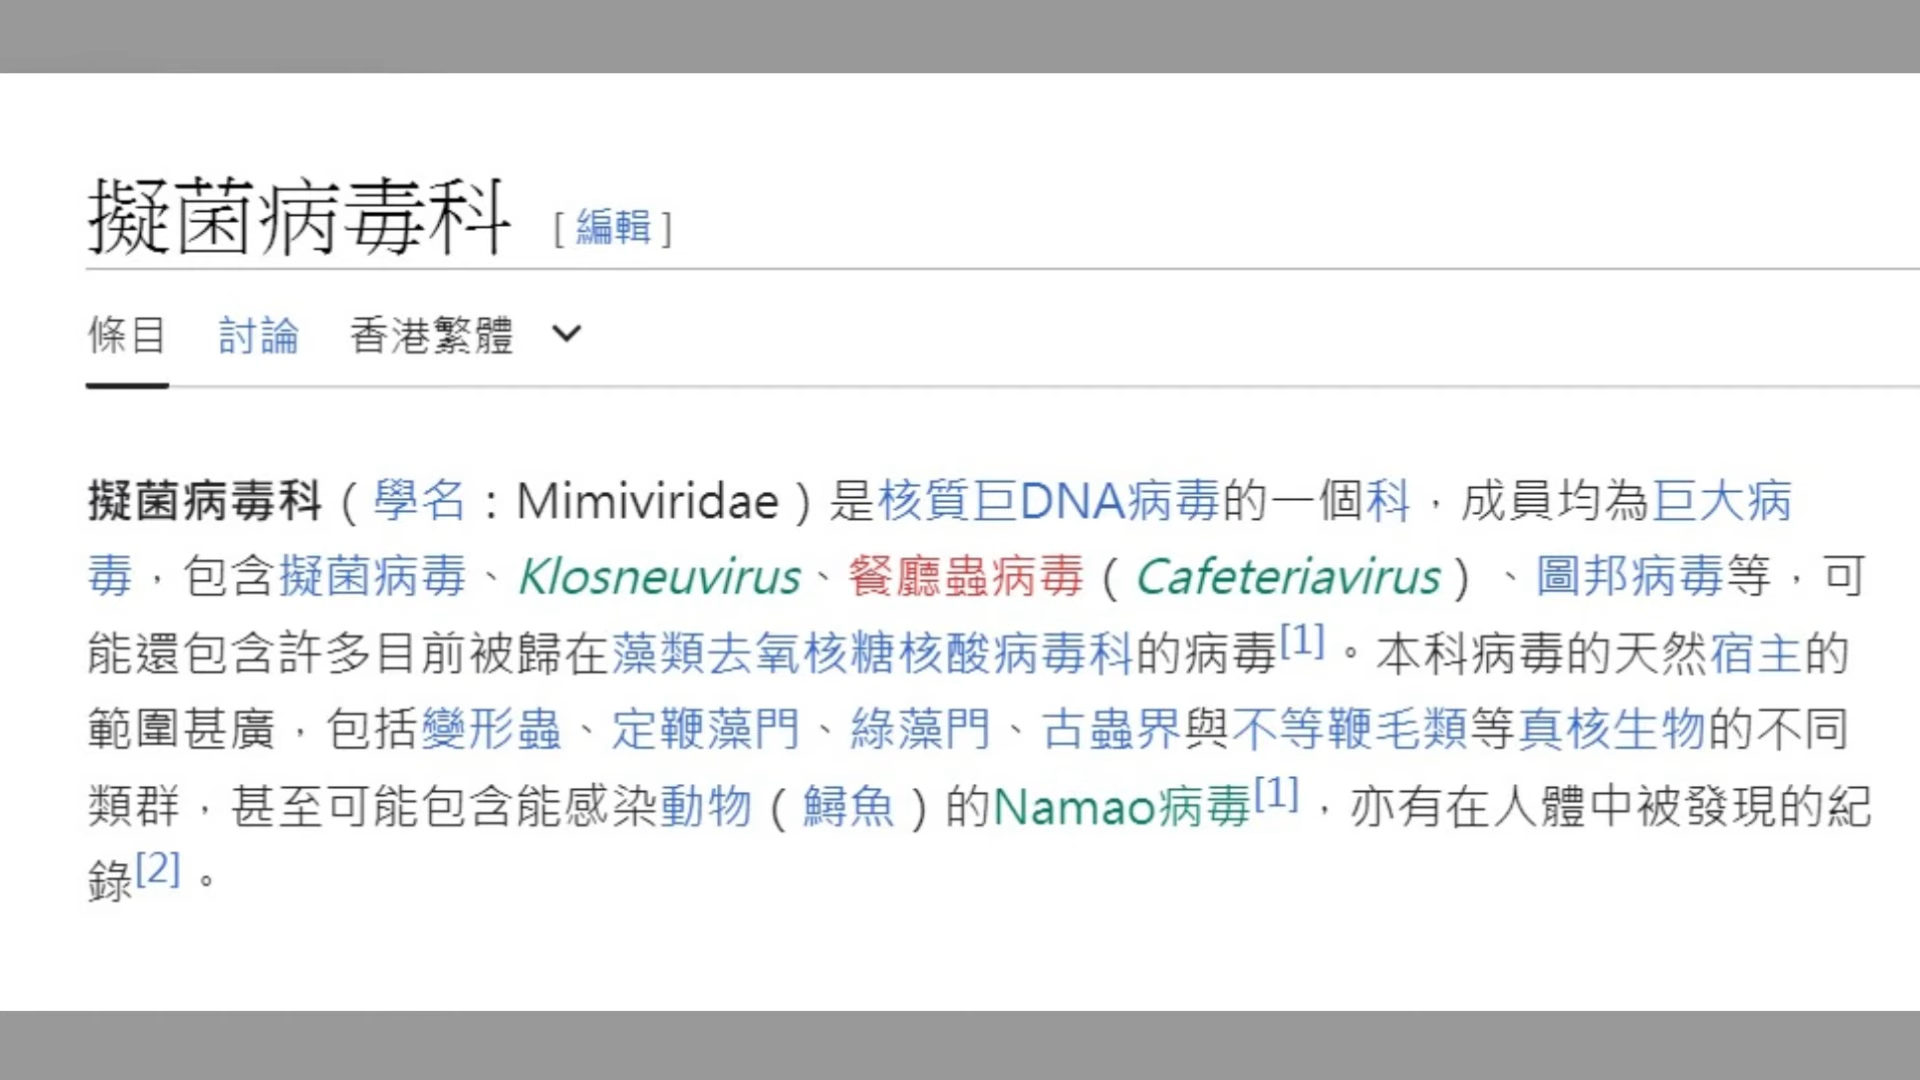 擬菌病毒科 [編輯]
條目 討論 香港繁體
擬菌病毒科（學名：Mimiviridae）是核質巨DNA病毒的一個科，成員均為巨大病
毒，包含擬菌病毒、Klosneuvirus、餐廳蟲病毒（Cafeteriavirus）、圖邦病毒等，可
能還包含許多目前被歸在藻類去氧核糖核酸病毒科的病毒[1]。本科病毒的天然宿主的
範圍甚廣，包括變形蟲、定鞭藻門、綠藻門、古蟲界與不等鞭毛類等真核生物的不同
類群，甚至可能包含能感染動物（鱘魚）的Namao病毒[1]，亦有在人體中被發現的紀
錄[2]。